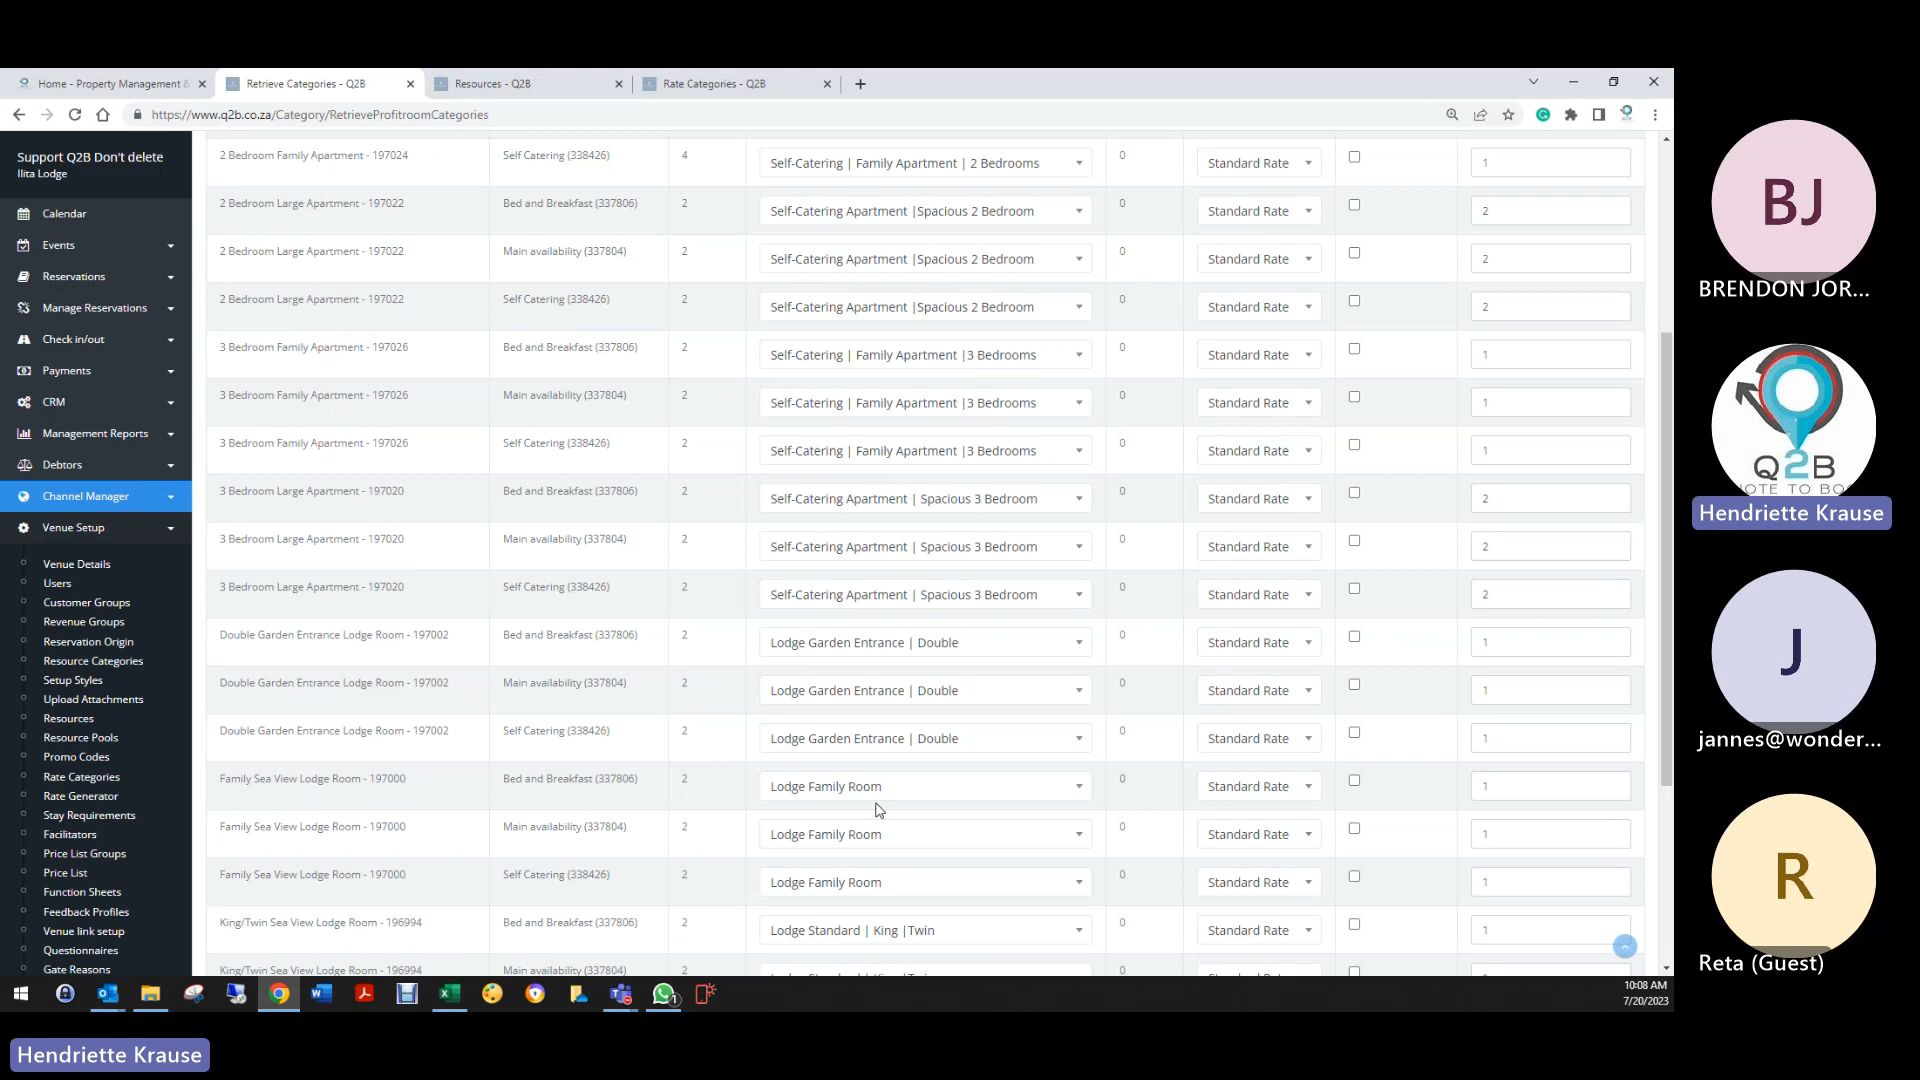 Home - Property Management &
Retrieve Categories - Q2B
Resources - Q2B
Rate Categories - Q2B
https://www.q2b.co.za/Category/RetrieveProfitroomCategories
Support Q2B Don't delete
Ilita Lodge
Calendar
Events
Reservations
Manage Reservations
Check in/out
Payments
CRM
Management Reports
Debtors
Channel Manager
Venue Setup
Venue Details
Users
Customer Groups
Revenue Groups
Reservation Origin
Resource Categories
Setup Styles
Upload Attachments
Resources
Resource Pools
Promo Codes
Rate Categories
Rate Generator
Stay Requirements
Facilitators
Price List Groups
Price List
Function Sheets
Feedback Profiles
Venue link setup
Questionnaires
Gate Reasons
2 Bedroom Family Apartment - 197024 Self Catering (338426) 4 Self-Catering | Family Apartment | 2 Bedrooms 0 Standard Rate 1
2 Bedroom Large Apartment - 197022 Bed and Breakfast (337806) 2 Self-Catering Apartment |Spacious 2 Bedroom 0 Standard Rate 2
2 Bedroom Large Apartment - 197022 Main availability (337804) 2 Self-Catering Apartment |Spacious 2 Bedroom 0 Standard Rate 2
2 Bedroom Large Apartment - 197022 Self Catering (338426) 2 Self-Catering Apartment |Spacious 2 Bedroom 0 Standard Rate 2
3 Bedroom Family Apartment - 197026 Bed and Breakfast (337806) 2 Self-Catering | Family Apartment |3 Bedrooms 0 Standard Rate 1
3 Bedroom Family Apartment - 197026 Main availability (337804) 2 Self-Catering | Family Apartment |3 Bedrooms 0 Standard Rate 1
3 Bedroom Family Apartment - 197026 Self Catering (338426) 2 Self-Catering | Family Apartment |3 Bedrooms 0 Standard Rate 1
3 Bedroom Large Apartment - 197020 Bed and Breakfast (337806) 2 Self-Catering Apartment | Spacious 3 Bedroom 0 Standard Rate 2
3 Bedroom Large Apartment - 197020 Main availability (337804) 2 Self-Catering Apartment | Spacious 3 Bedroom 0 Standard Rate 2
3 Bedroom Large Apartment - 197020 Self Catering (338426) 2 Self-Catering Apartment | Spacious 3 Bedroom 0 Standard Rate 2
Double Garden Entrance Lodge Room - 197002 Bed and Breakfast (337806) 2 Lodge Garden Entrance | Double 0 Standard Rate 1
Double Garden Entrance Lodge Room - 197002 Main availability (337804) 2 Lodge Garden Entrance | Double 0 Standard Rate 1
Double Garden Entrance Lodge Room - 197002 Self Catering (338426) 2 Lodge Garden Entrance | Double 0 Standard Rate 1
Family Sea View Lodge Room - 197000 Bed and Breakfast (337806) 2 Lodge Family Room 0 Standard Rate 1
Family Sea View Lodge Room - 197000 Main availability (337804) 2 Lodge Family Room 0 Standard Rate 1
Family Sea View Lodge Room - 197000 Self Catering (338426) 2 Lodge Family Room 0 Standard Rate 1
King/Twin Sea View Lodge Room - 196994 Bed and Breakfast (337806) 2 Lodge Standard | King |Twin 0 Standard Rate 1
King/Twin Sea View Lodge Room - 196994 Main availability (337804) 2
10:08 AM
7/20/2023
BJ
BRENDON JOR...
Q2B
Hendriette Krause
J
jannes@wonder...
R
Reta (Guest)
Hendriette Krause